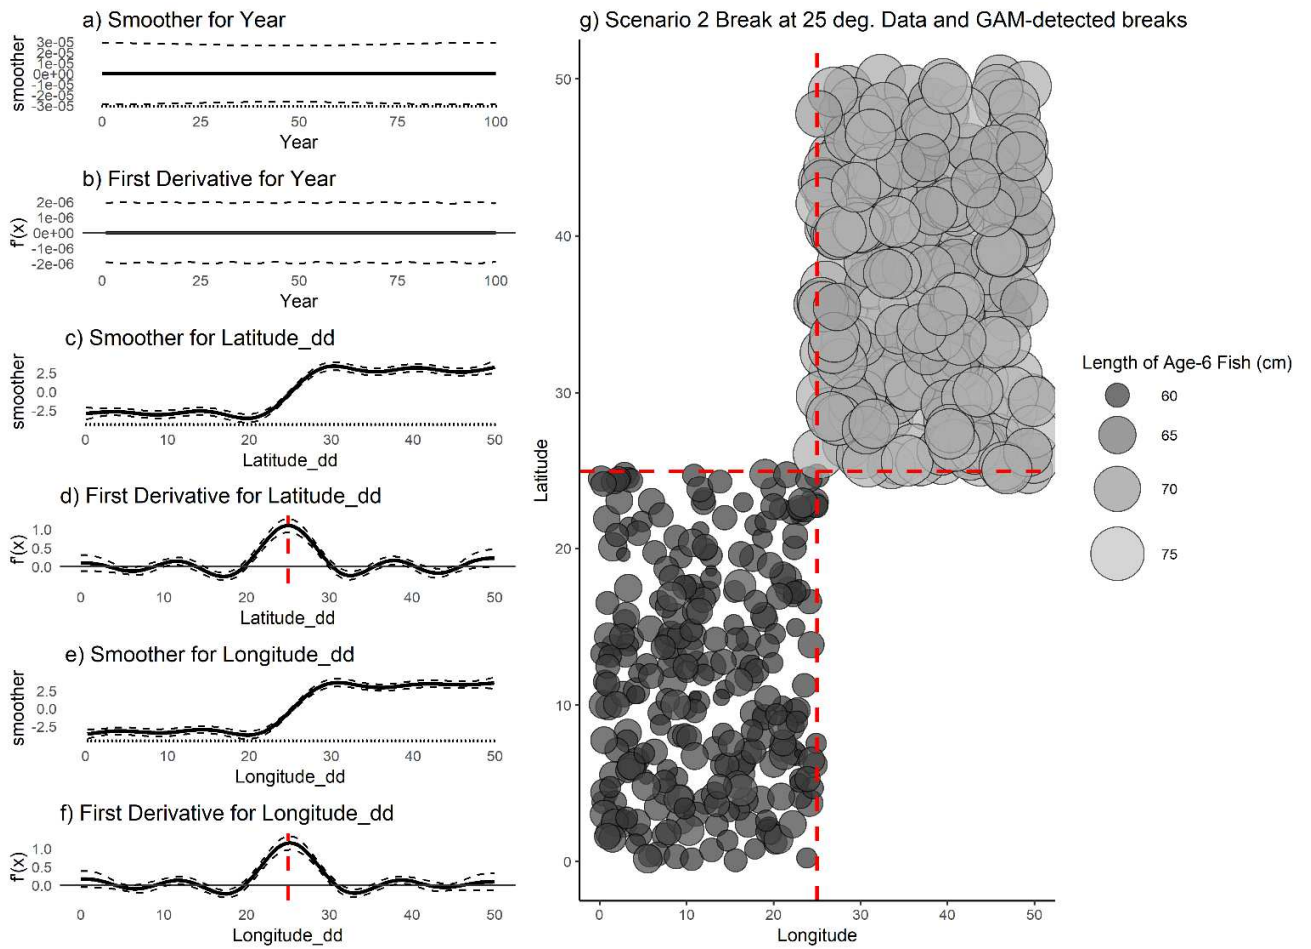 a) Smoother for Year
smoother
3e-05
2e-05
1e-05
0e+00
-1e-05
-2e-05
-3e-05
0 25 50 75 100
Year
b) First Derivative for Year
f'(x)
2e-06
1e-06
0e+00
-1e-06
-2e-06
0 25 50 75 100
Year
c) Smoother for Latitude_dd
smoother
2.5
0.0
-2.5
0 10 20 30 40 50
Latitude_dd
d) First Derivative for Latitude_dd
f'(x)
1.0
0.5
0.0
0 10 20 30 40 50
Latitude_dd
e) Smoother for Longitude_dd
smoother
2.5
0.0
-2.5
0 10 20 30 40 50
Longitude_dd
f) First Derivative for Longitude_dd
f'(x)
1.0
0.5
0.0
0 10 20 30 40 50
Longitude_dd
g) Scenario 2 Break at 25 deg. Data and GAM-detected breaks
Latitude
50
40
30
20
10
0
0 10 20 30 40 50
Longitude
Length of Age-6 Fish (cm)
60
65
70
75